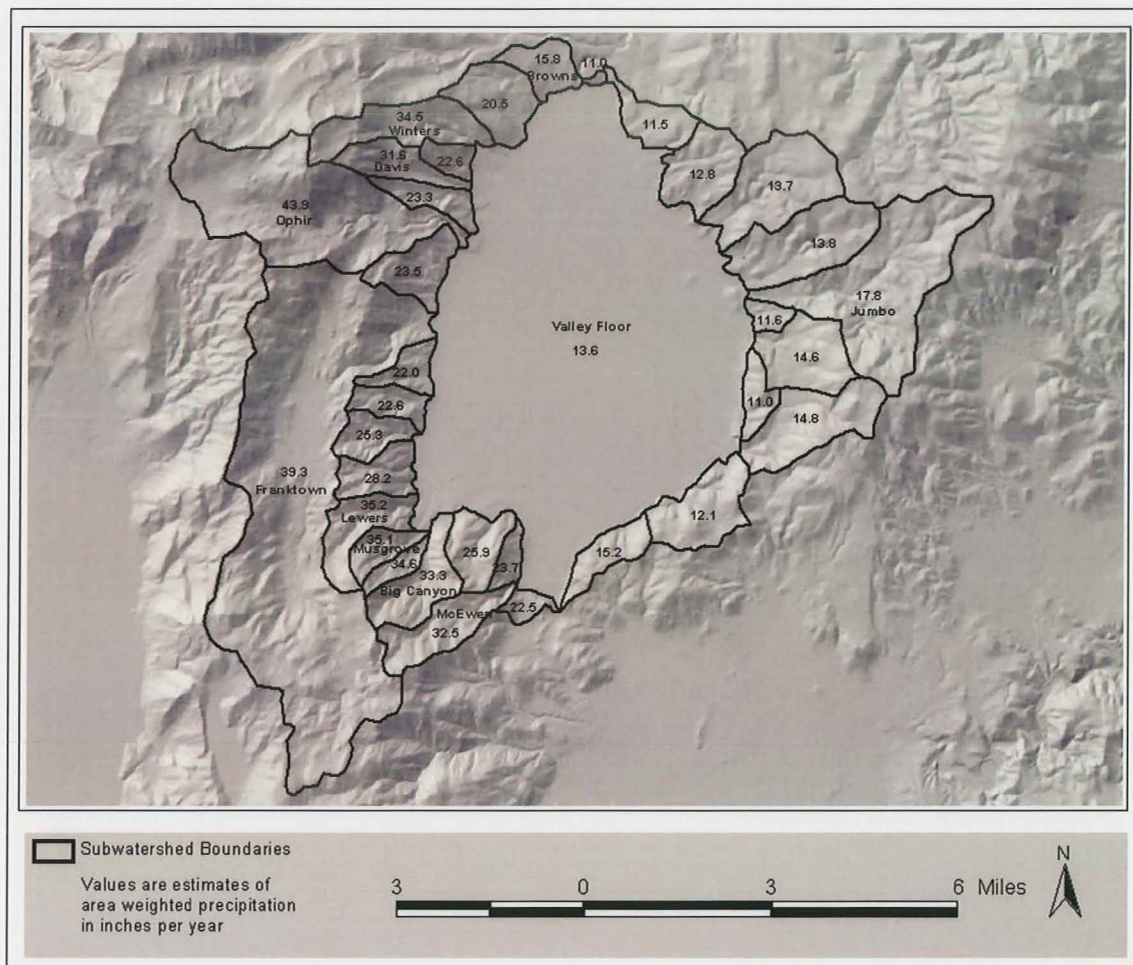 15.8
Browns
11.0
20.5
34.5
Winters
11.5
31.6
Davis
22.6
12.8
13.7
43.9
Ophir
23.3
13.8
23.5
17.8
Jumbo
11.6
Valley Floor
13.6
14.6
22.0
22.6
11.0
14.8
25.3
39.3
Franktown
28.2
35.2
Lewers
12.1
35.1
Musgrove
34.6
33.3
Big Canyon
25.9
23.7
15.2
McEwen
32.5
22.5
Subwatershed Boundaries
Values are estimates of
area weighted precipitation
in inches per year
3 0 3 6 Miles
N